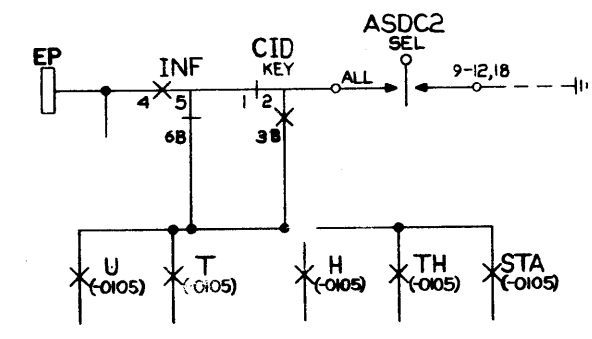 ASDC2
SEL
EP
INF
CID
KEY
ALL
9-12,18
4
5
1
2
6B
3B
U
(-0105)
T
(-0105)
H
(-0105)
TH
(-0105)
STA
(-0105)